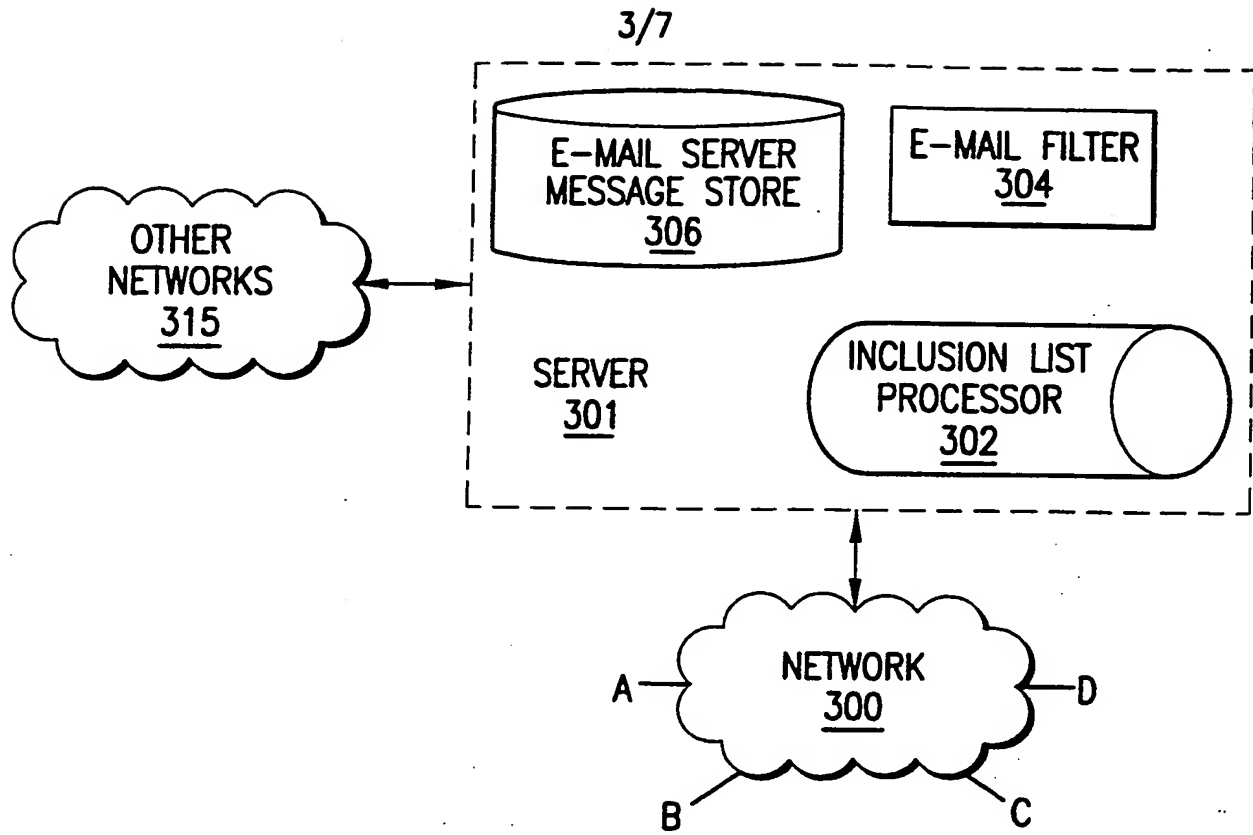 3/7
E-MAIL SERVER
MESSAGE STORE
306
E-MAIL FILTER
304
OTHER
NETWORKS
315
SERVER
301
INCLUSION LIST
PROCESSOR
302
NETWORK
300
A
D
B
C